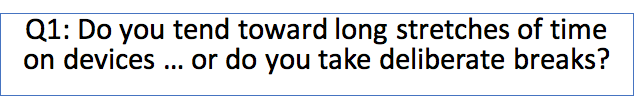 Q1: Do you tend toward long stretches of time
on devices ... or do you take deliberate breaks?